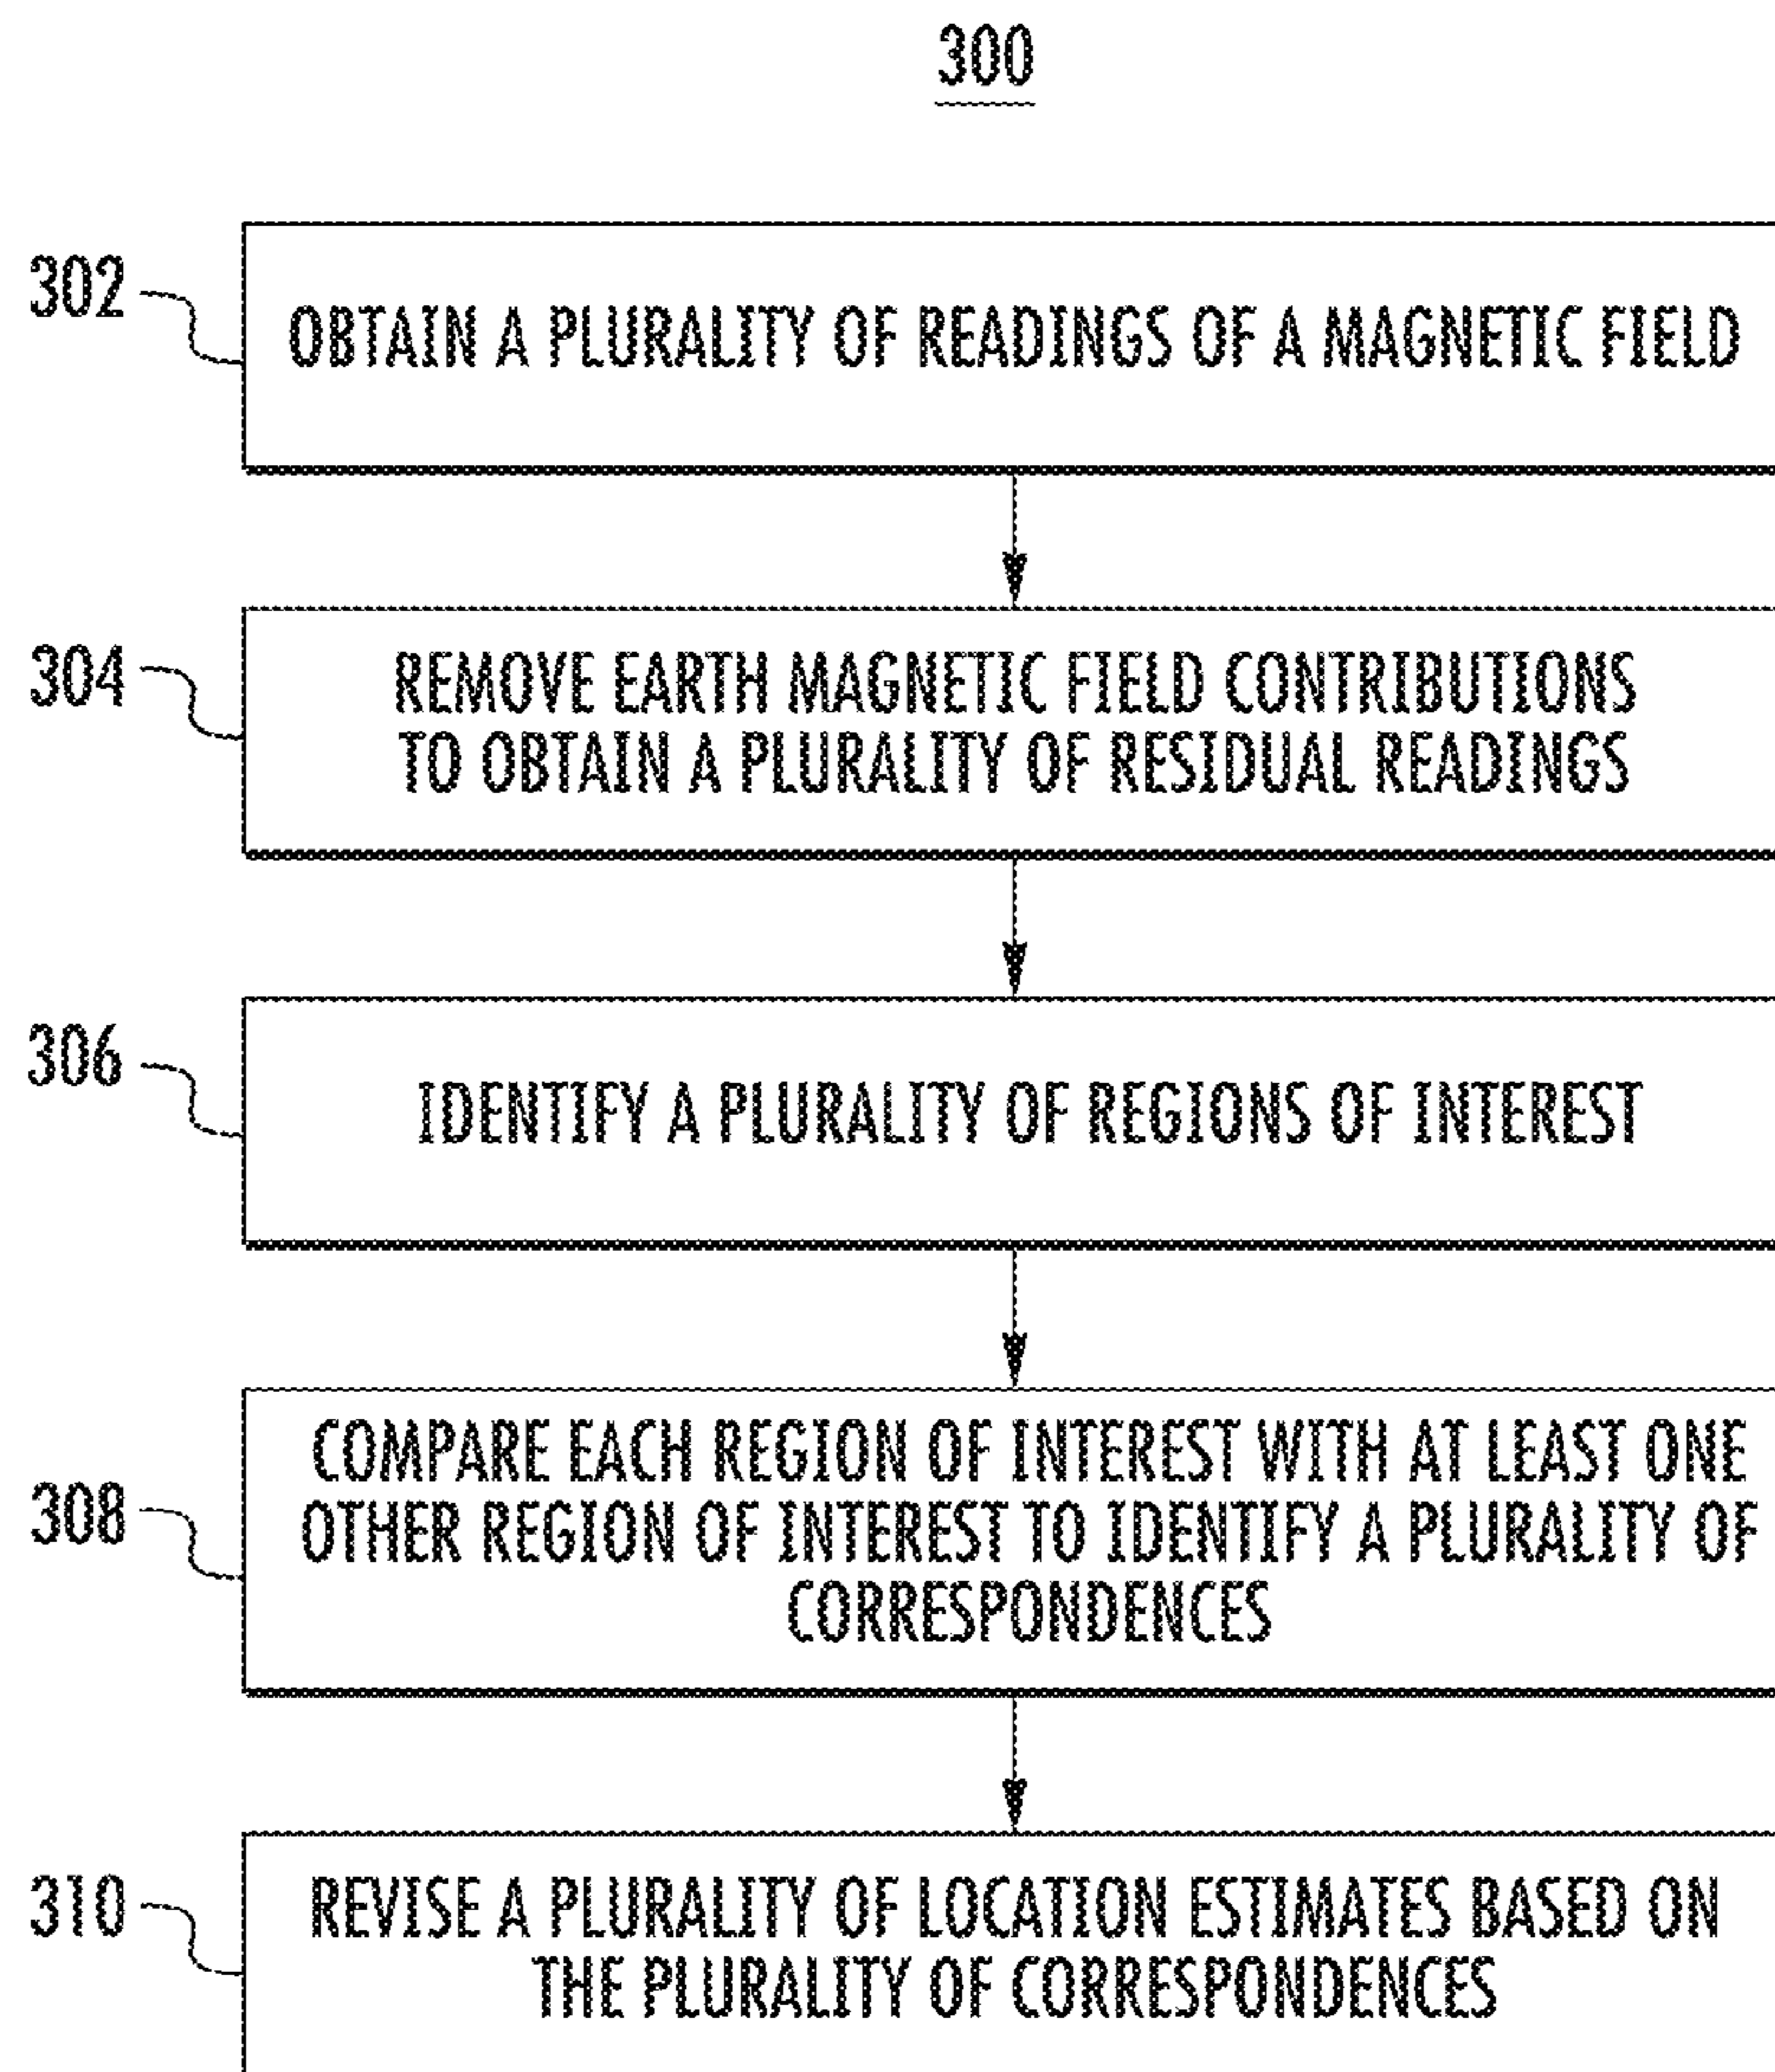 300
302
OBTAIN A PLURALITY OF READINGS OF A MAGNETIC FIELD
304
REMOVE EARTH MAGNETIC FIELD CONTRIBUTIONS
TO OBTAIN A PLURALITY OF RESIDUAL READINGS
306
IDENTIFY A PLURALITY OF REGIONS OF INTEREST
308
COMPARE EACH REGION OF INTEREST WITH AT LEAST ONE
OTHER REGION OF INTEREST TO IDENTIFY A PLURALITY OF
CORRESPONDENCES
310
REVISE A PLURALITY OF LOCATION ESTIMATES BASED ON
THE PLURALITY OF CORRESPONDENCES